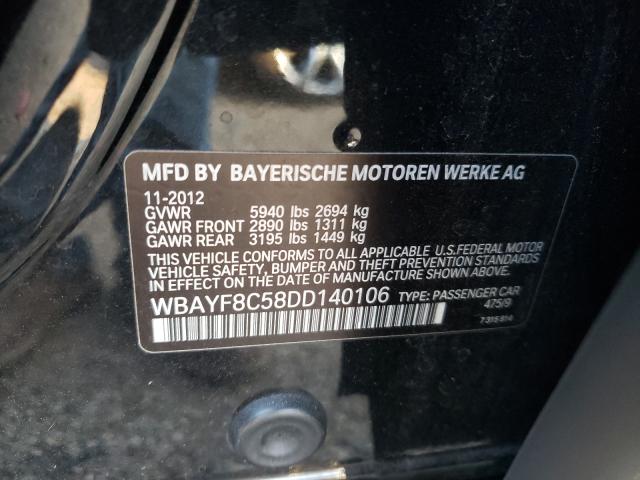 MFD BY BAYERISCHE MOTOREN WERKE AG
11-2012
GVWR 5940 lbs 2694 kg
GAWR FRONT 2890 lbs 1311 kg
GAWR REAR 3195 lbs 1449 kg
THIS VEHICLE CONFORMS TO ALL APPLICABLE U.S.FEDERAL MOTOR
VEHICLE SAFETY, BUMPER AND THEFT PREVENTION STANDARDS
IN EFFECT ON THE DATE OF MANUFACTURE SHOWN ABOVE.
WBAYF8C58DD140106 TYPE: PASSENGER CAR
475/9
7315814